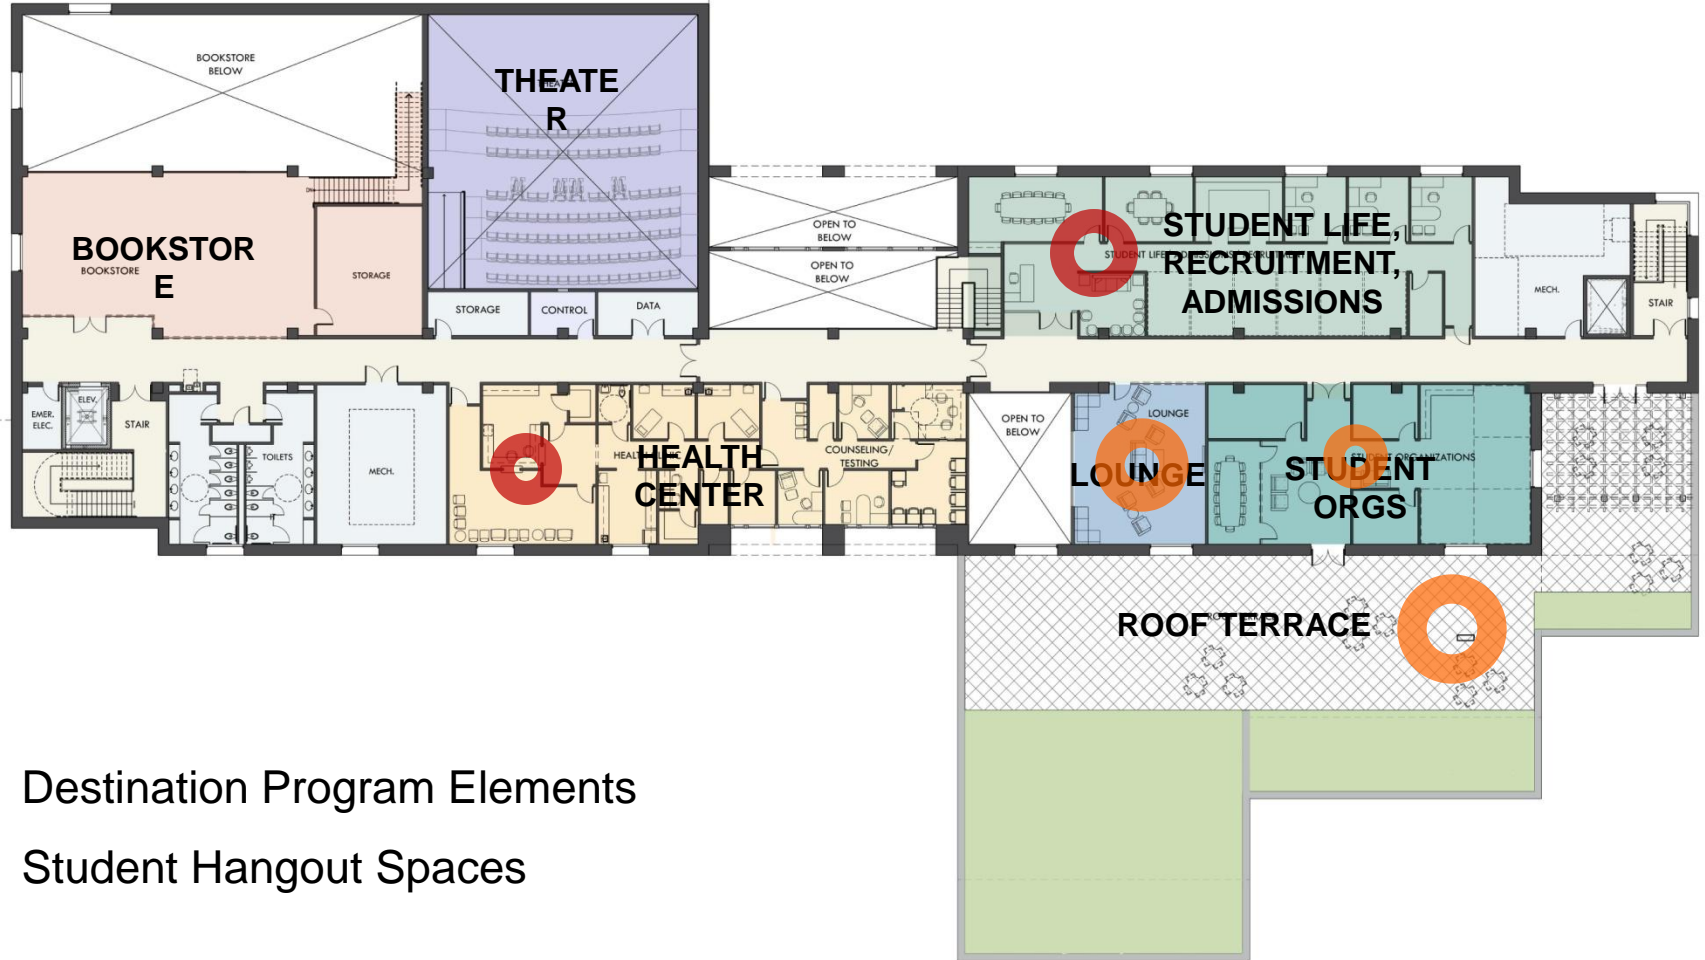 BOOKSTORE
BELOW
THEATE
R
BOOKSTOR
E
BOOKSTORE
STORAGE
STORAGE
CONTROL
DATA
OPEN TO
BELOW
OPEN TO
BELOW
STUDENT LIFE,
RECRUITMENT,
ADMISSIONS
MECH.
STAIR
EMER.
ELEC.
ELEV.
STAIR
TOILETS
MECH.
HEALTH
CENTER
COUNSELING/
TESTING
OPEN TO
BELOW
LOUNGE
LOUNGE
STUDENT
ORGS
STUDENT ORGANIZATIONS
ROOF TERRACE
Destination Program Elements
Student Hangout Spaces